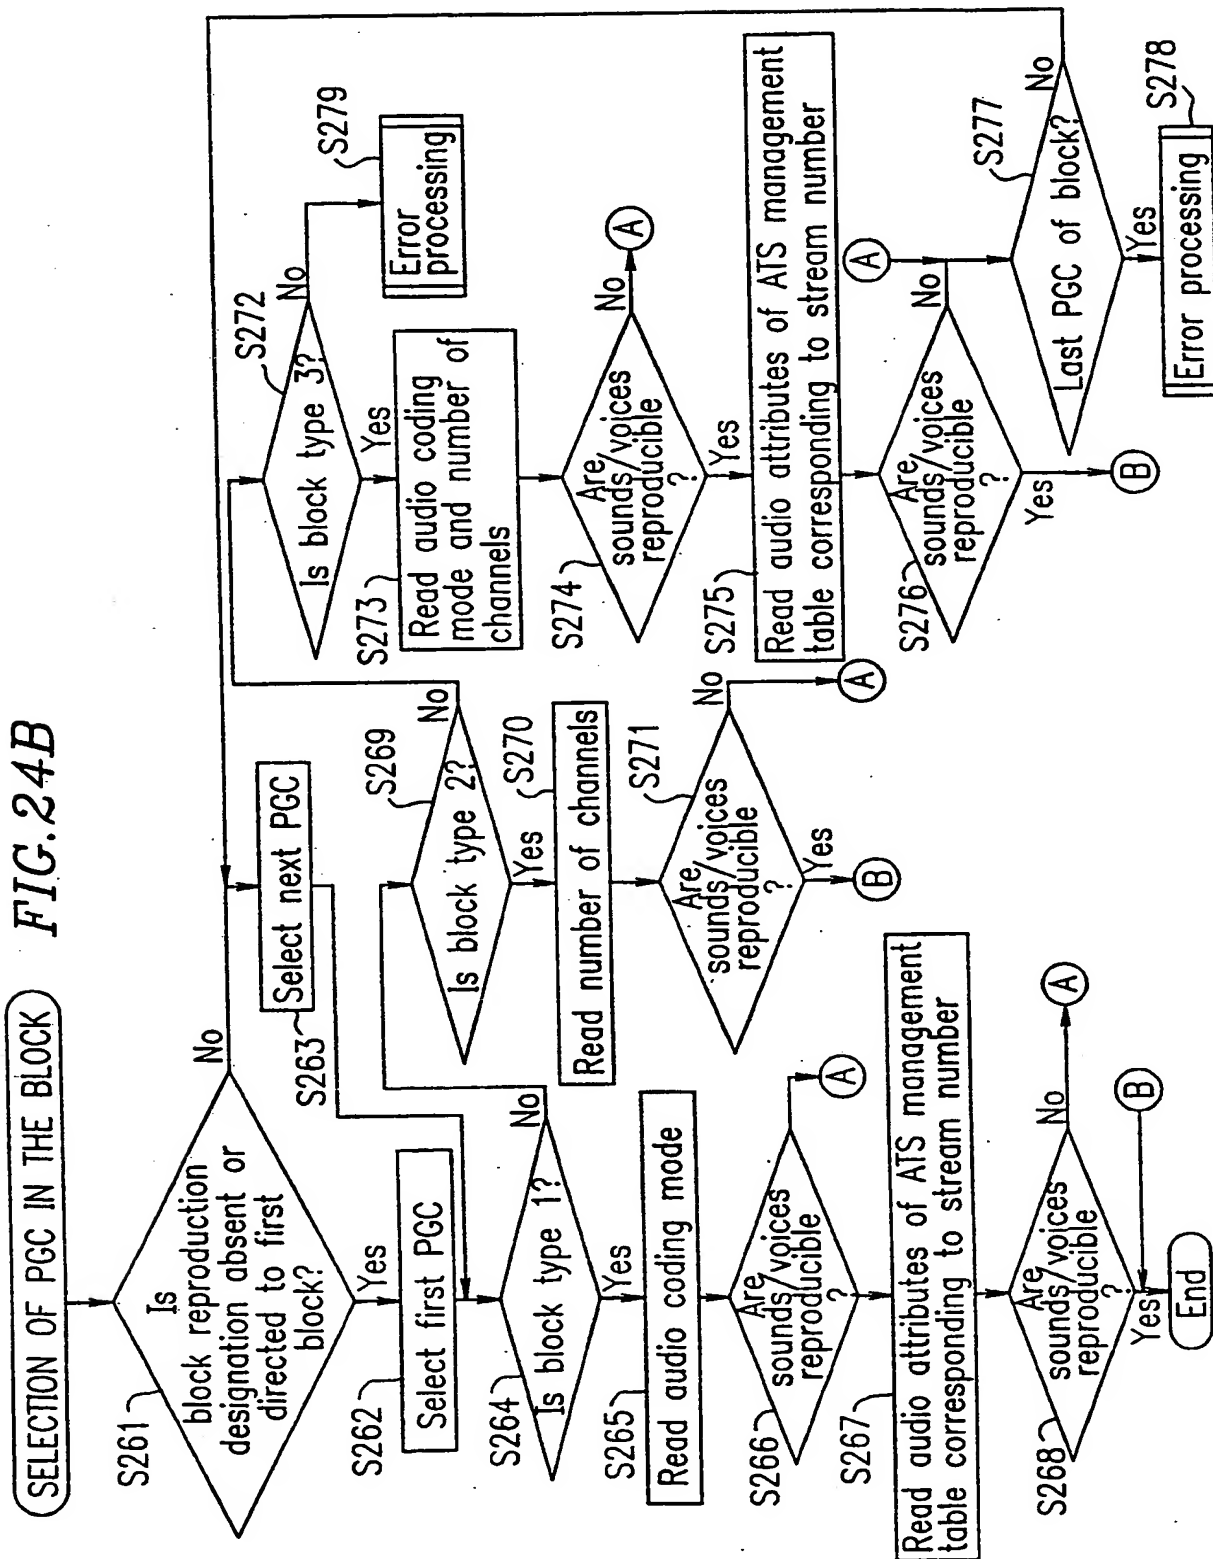 FIG.24B
SELECTION OF PGC IN THE BLOCK
S261
Is
block reproduction
designation absent or
directed to first
block?
No
Yes
S262
Select first PGC
S263
Select next PGC
S264
Is block type 1?
No
Yes
S265
Read audio coding mode
S266
Are
sounds/voices
reproducible
?
A
S267
Read audio attributes of ATS management
table corresponding to stream number
S268
Are
sounds/voices
reproducible
?
No
A
B
Yes
End
S269
Is block type 2?
No
Yes
S270
Read number of channels
S271
Are
sounds/voices
reproducible
?
No
A
Yes
B
S272
Is block type 3?
No
S279
Error
processing
Yes
S273
Read audio coding
mode and number of
channels
S274
Are
sounds/voices
reproducible
?
No
A
Yes
S275
Read audio attributes of ATS management
table corresponding to stream number
S276
Are
sounds/voices
reproducible
?
No
A
Yes
B
S277
Last PGC of block?
No
Yes
S278
Error processing